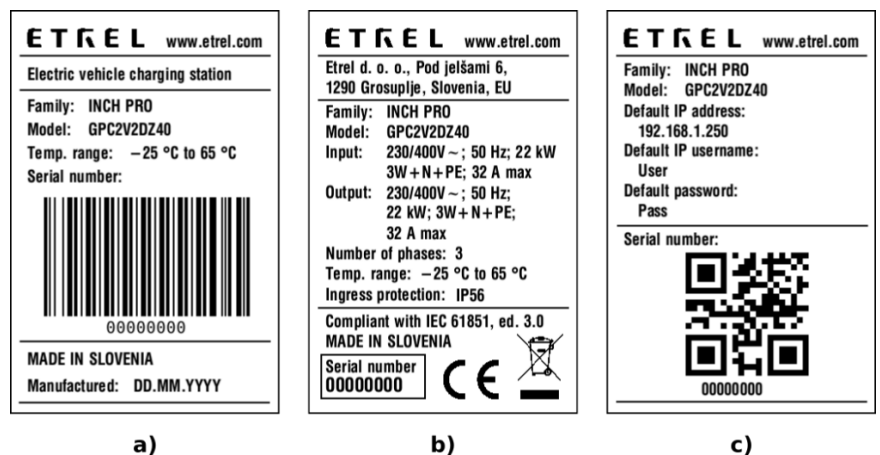 ETREL www.etrel.com
Electric vehicle charging station
Family: INCH PRO
Model: GPC2V2DZ40
Temp. range: −25 °C to 65 °C
Serial number:
00000000
MADE IN SLOVENIA
Manufactured: DD.MM.YYYY
a)
ETREL www.etrel.com
Etrel d. o. o., Pod jelšami 6,
1290 Grosuplje, Slovenia, EU
Family: INCH PRO
Model: GPC2V2DZ40
Input: 230/400V ~; 50 Hz; 22 kW
3W+N+PE; 32 A max
Output: 230/400V ~; 50 Hz;
22 kW; 3W+N+PE;
32 A max
Number of phases: 3
Temp. range: −25 °C to 65 °C
Ingress protection: IP56
Compliant with IEC 61851, ed. 3.0
MADE IN SLOVENIA
Serial number
00000000
CE
b)
ETREL www.etrel.com
Family: INCH PRO
Model: GPC2V2DZ40
Default IP address:
192.168.1.250
Default IP username:
User
Default password:
Pass
Serial number:
00000000
c)